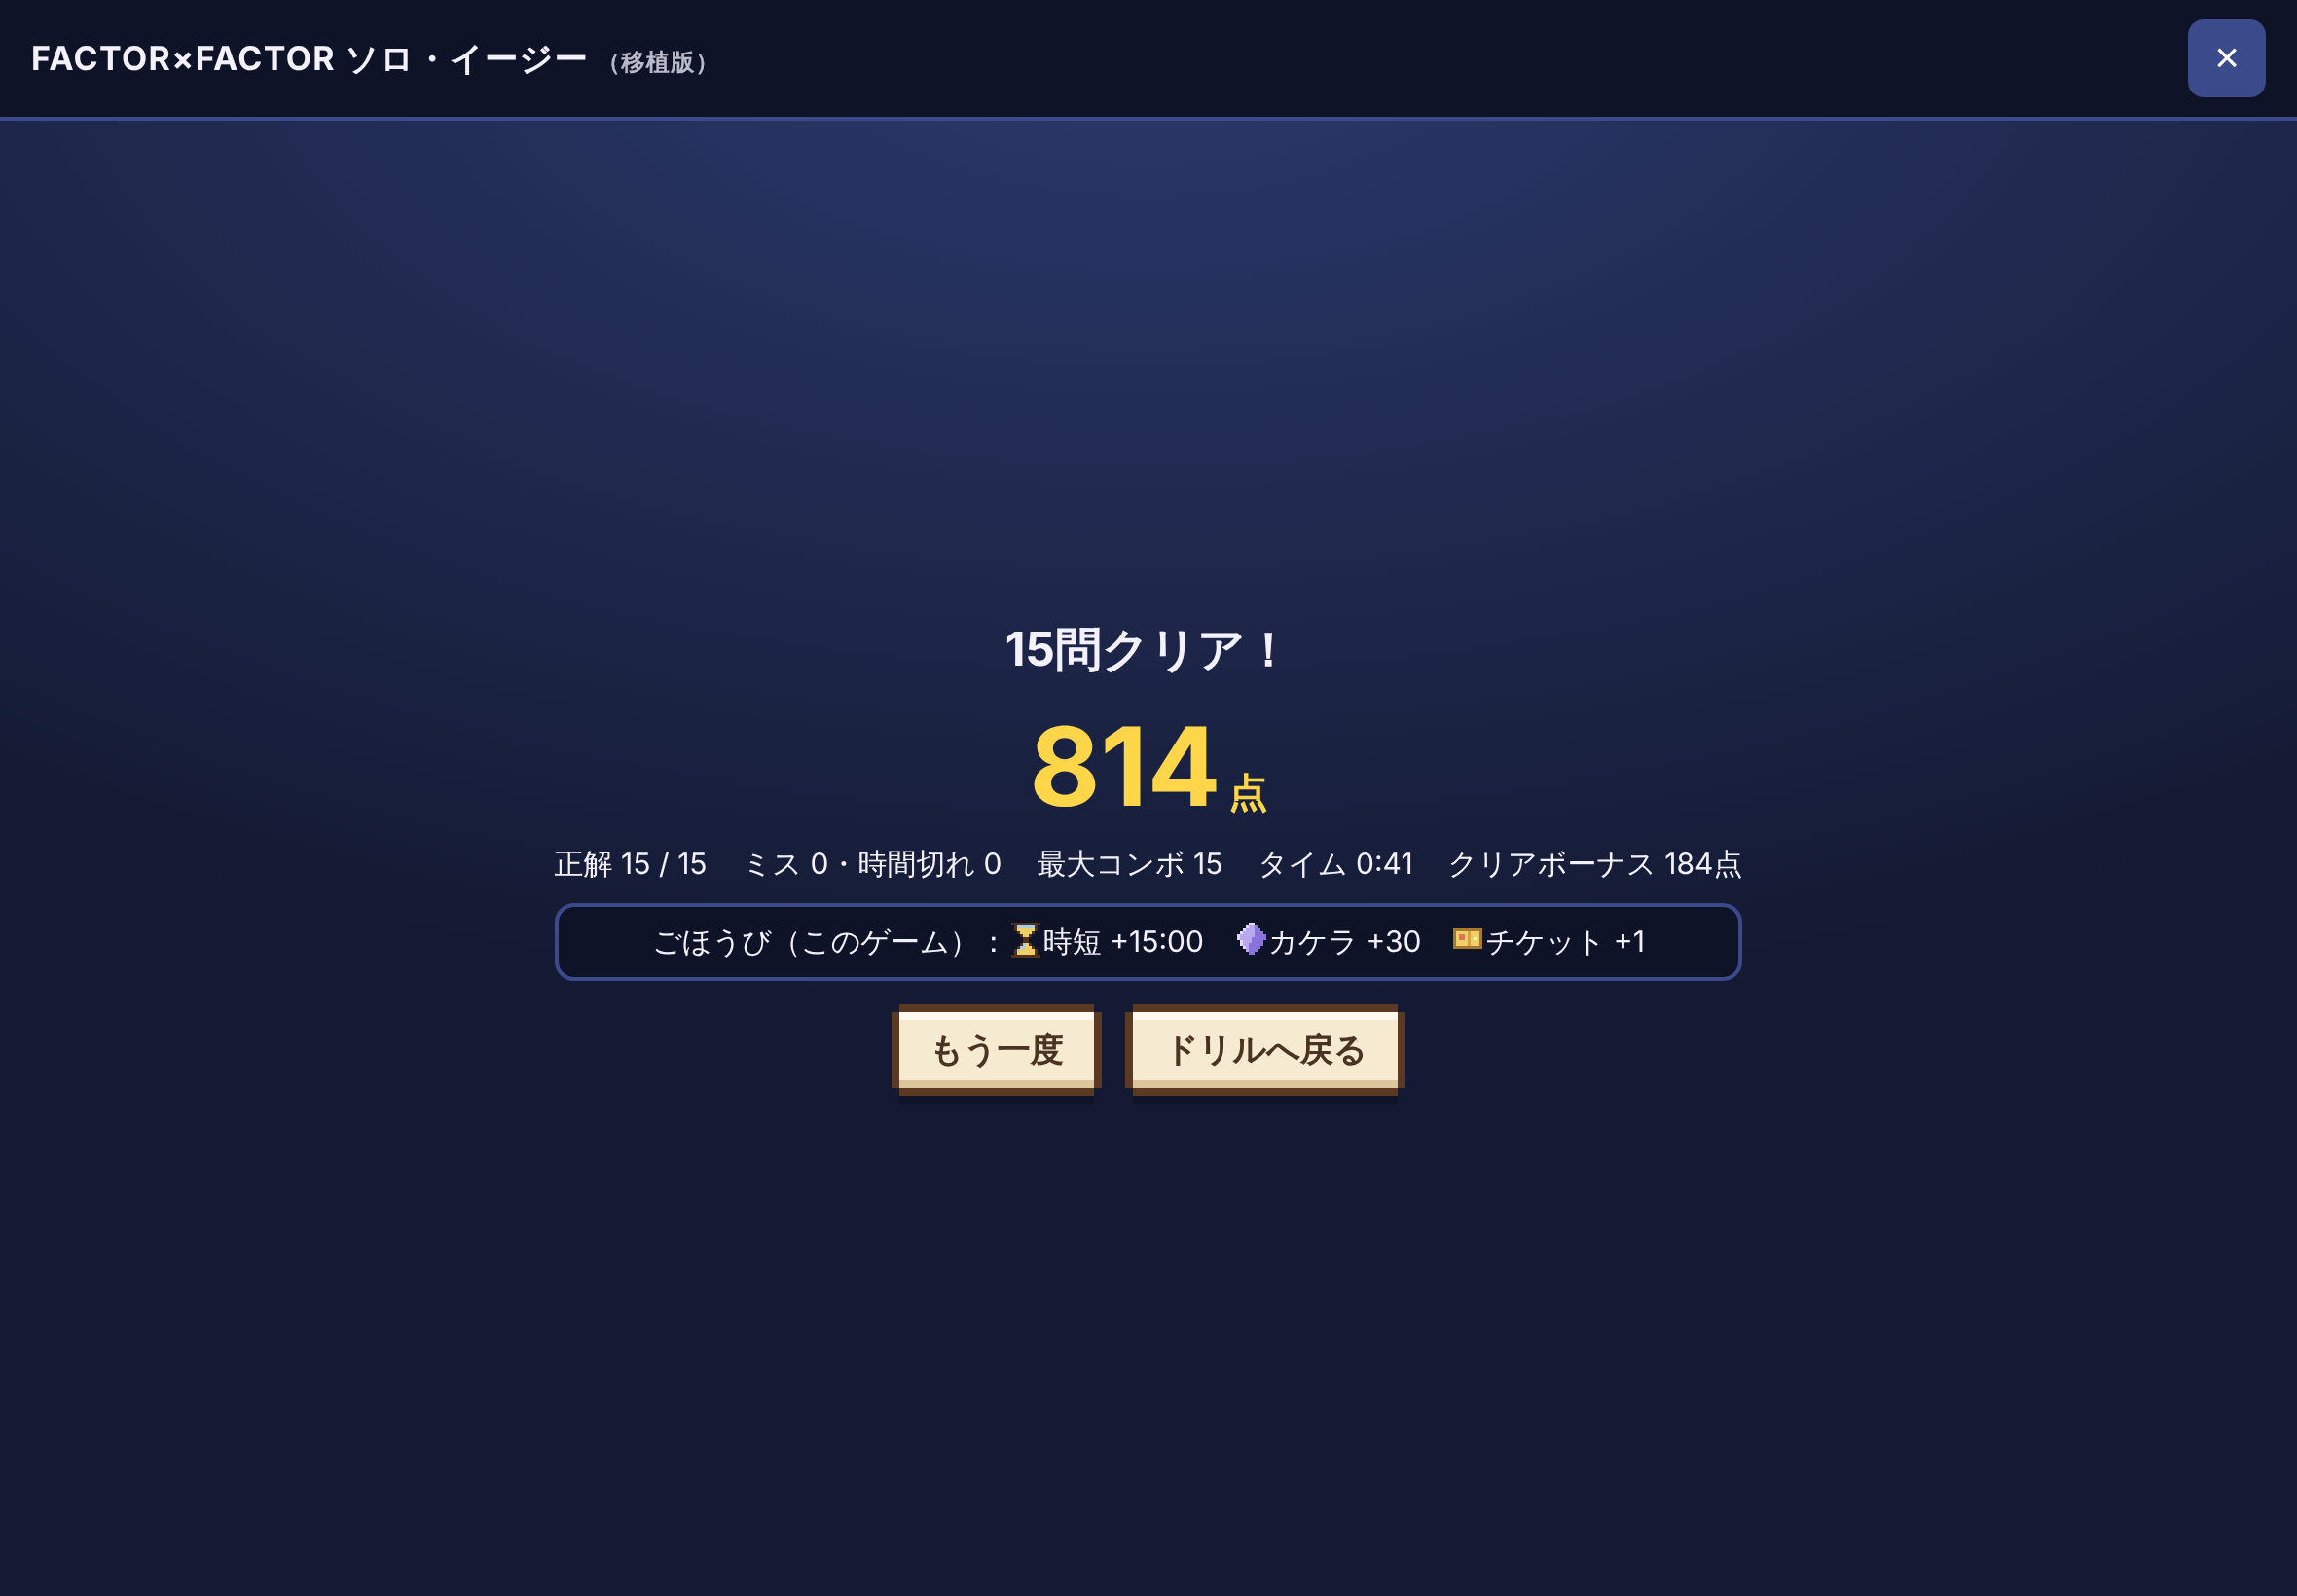 FACTOR×FACTOR ソロ・イージー （移植版）
×
15問クリア！
814 点
正解 15 / 15 ミス 0・時間切れ 0 最大コンボ 15 タイム 0:41 クリアボーナス 184点
ごほうび（このゲーム）：時短 +15:00 カケラ +30 チケット +1
もう一度 ドリルへ戻る